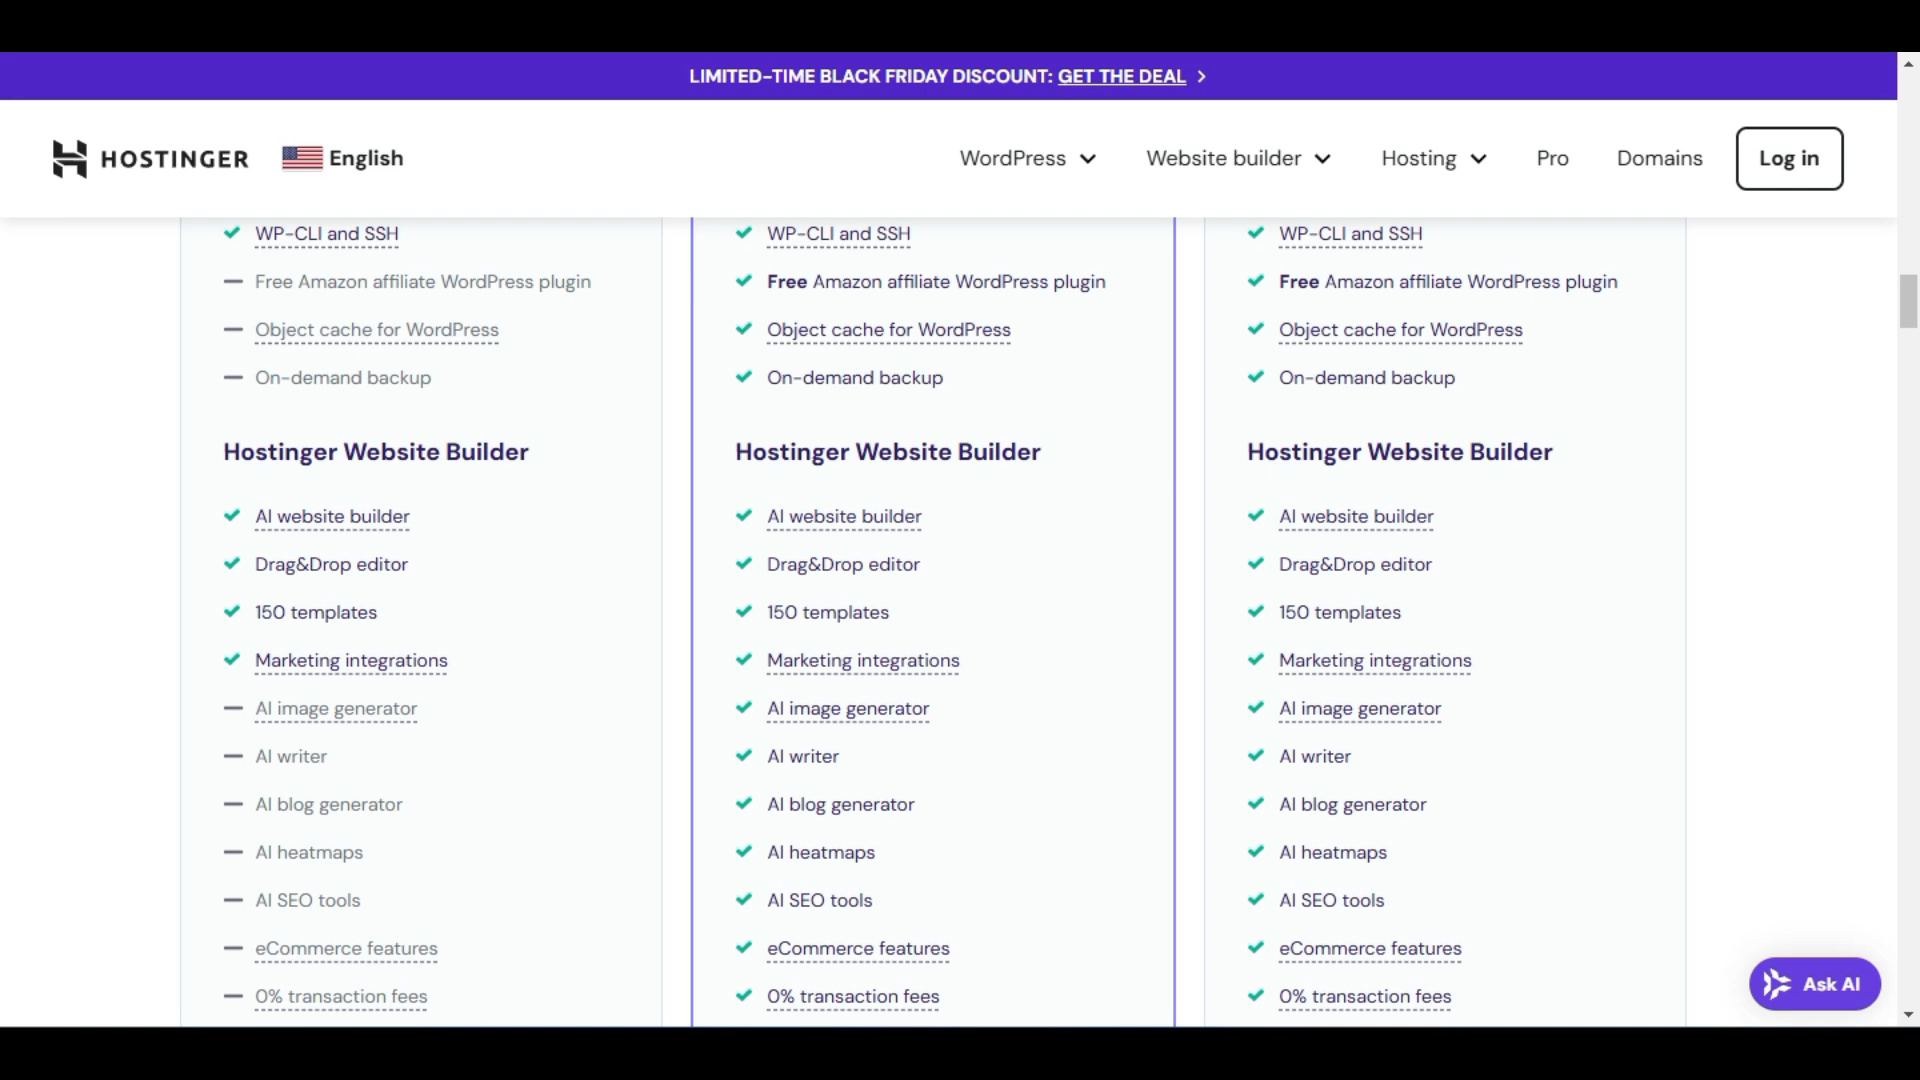 LIMITED-TIME BLACK FRIDAY DISCOUNT: GET THE DEAL
HOSTINGER
English
WordPress
Website builder
Hosting
Pro
Domains
Log in
WP-CLI and SSH
Free Amazon affiliate WordPress plugin
Object cache for WordPress
On-demand backup
Hostinger Website Builder
AI website builder
Drag&Drop editor
150 templates
Marketing integrations
AI image generator
AI writer
AI blog generator
AI heatmaps
AI SEO tools
eCommerce features
0% transaction fees
WP-CLI and SSH
Free Amazon affiliate WordPress plugin
Object cache for WordPress
On-demand backup
Hostinger Website Builder
AI website builder
Drag&Drop editor
150 templates
Marketing integrations
AI image generator
AI writer
AI blog generator
AI heatmaps
AI SEO tools
eCommerce features
0% transaction fees
WP-CLI and SSH
Free Amazon affiliate WordPress plugin
Object cache for WordPress
On-demand backup
Hostinger Website Builder
AI website builder
Drag&Drop editor
150 templates
Marketing integrations
AI image generator
AI writer
AI blog generator
AI heatmaps
AI SEO tools
eCommerce features
0% transaction fees
Ask AI